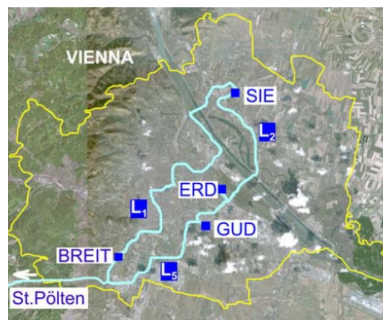 VIENNA
SIE
L2
ERD
L1
GUD
BREIT
L5
St.Pölten